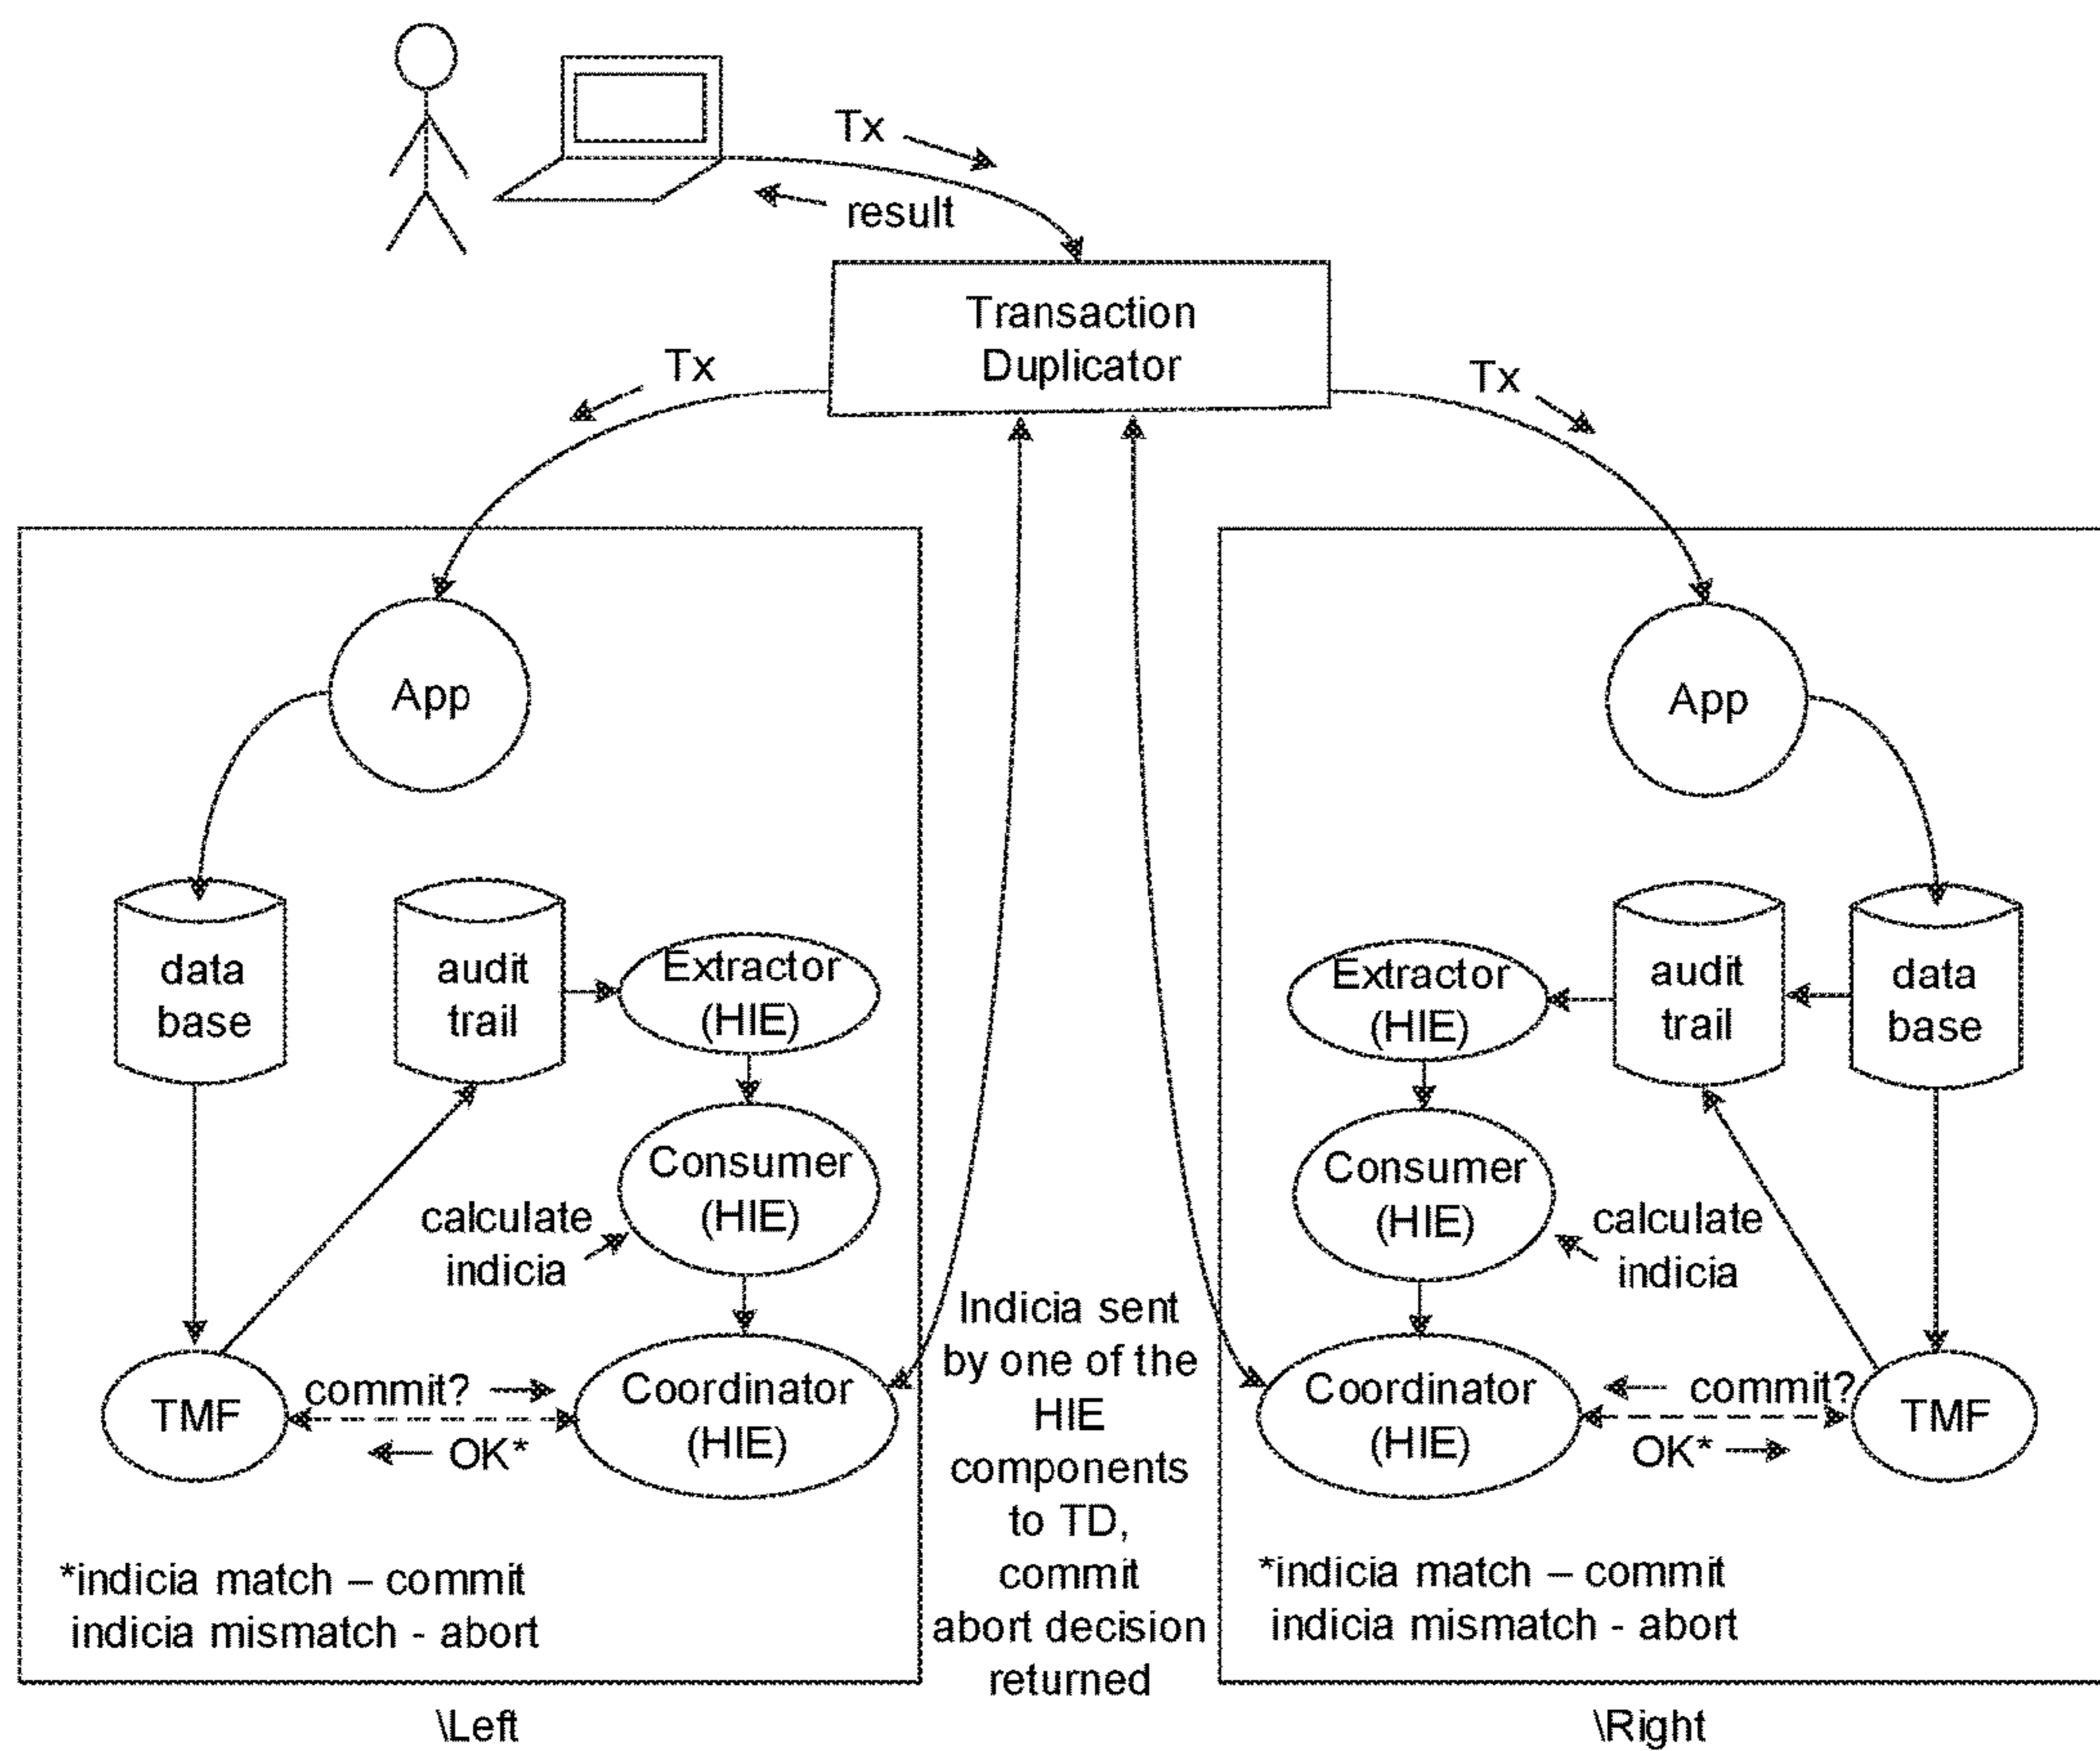 Tx
result
Transaction
Duplicator
Tx
Tx
App
App
data
base
audit
trail
Extractor
(HIE)
Consumer
(HIE)
calculate
indicia
TMF
commit?
OK*
Coordinator
(HIE)
*indicia match – commit
indicia mismatch - abort
\Left
Indicia sent
by one of the
HIE
components
to TD,
commit
abort decision
returned
Extractor
(HIE)
audit
trail
data
base
Consumer
(HIE)
calculate
indicia
Coordinator
(HIE)
commit?
OK*
TMF
*indicia match – commit
indicia mismatch - abort
\Right